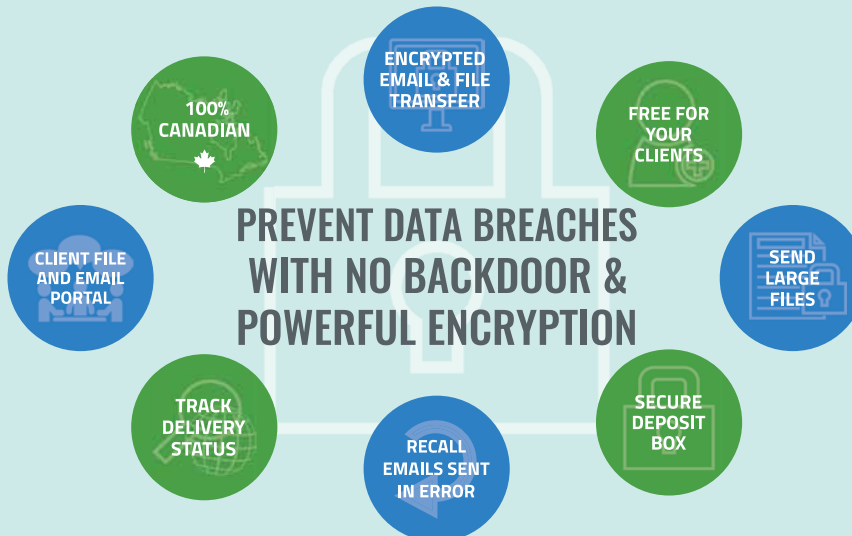 ENCRYPTED
EMAIL & FILE
TRANSFER
100%
CANADIAN
FREE FOR
YOUR
CLIENTS
PREVENT DATA BREACHES
WITH NO BACKDOOR &
POWERFUL ENCRYPTION
CLIENT FILE
AND EMAIL
PORTAL
SEND
LARGE
FILES
TRACK
DELIVERY
STATUS
SECURE
DEPOSIT
BOX
RECALL
EMAILS SENT
IN ERROR